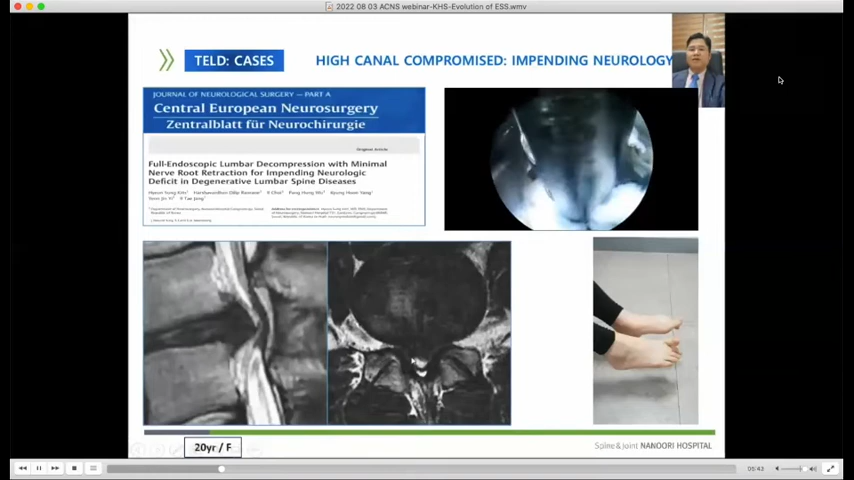 2022 08 03 ACNS webinar-KHS-Evolution of ESS.wmv
TELD: CASES
HIGH CANAL COMPROMISED: IMPENDING NEUROLOGY
JOURNAL OF NEUROLOGICAL SURGERY—PART A
Central European Neurosurgery
Zentralblatt für Neurochirurgie
Original Article
Full-Endoscopic Lumbar Decompression with Minimal
Nerve Root Retraction for Impending Neurologic
Deficit in Degenerative Lumbar Spine Diseases
20yr / F
Spine & Joint NANOORI HOSPITAL
05:43